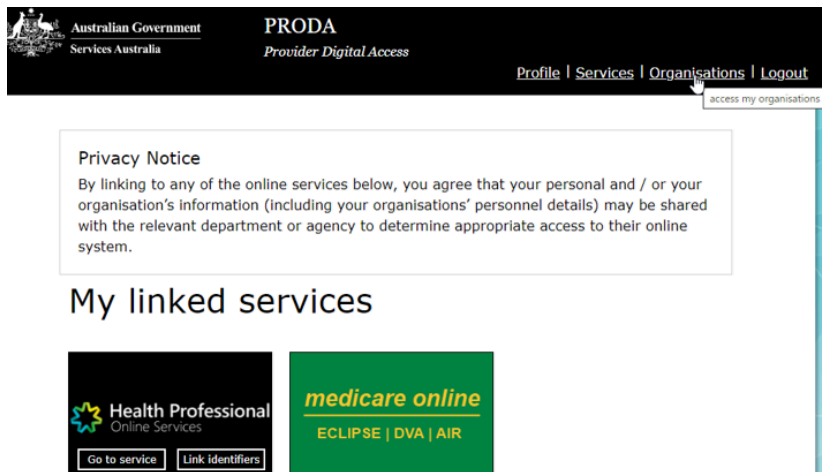 Australian Government
Services Australia
PRODA
Provider Digital Access
Profile | Services | Organisations | Logout
access my organisations
Privacy Notice
By linking to any of the online services below, you agree that your personal and / or your
organisation's information (including your organisations' personnel details) may be shared
with the relevant department or agency to determine appropriate access to their online
system.
My linked services
Health Professional
Online Services
Go to service
Link identifiers
medicare online
ECLIPSE | DVA | AIR